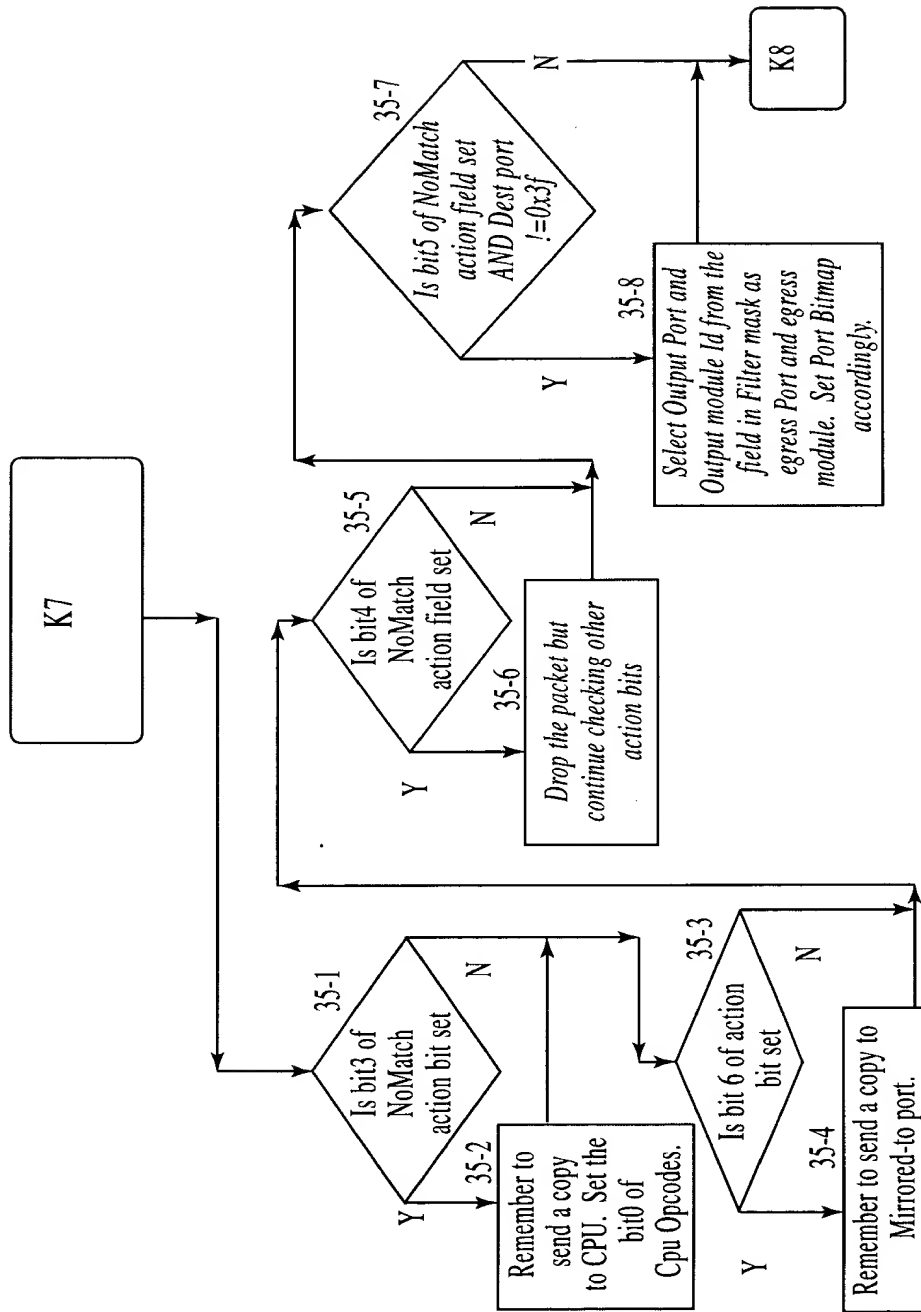 K7
35-1
Is bit3 of
NoMatch
action bit set
Y
N
35-2
Remember to
send a copy
to CPU. Set the
bit0 of
Cpu Opcodes.
35-3
Is bit 6 of action
bit set
Y
N
35-4
Remember to send a copy to
Mirrored-to port.
35-5
Is bit4 of
NoMatch
action field set
Y
N
35-6
Drop the packet but
continue checking other
action bits
35-7
Is bit5 of NoMatch
action field set
AND Dest port
!=0x3f
Y
N
35-8
Select Output Port and
Output module Id from the
field in Filter mask as
egress Port and egress
module. Set Port Bitmap
accordingly.
K8